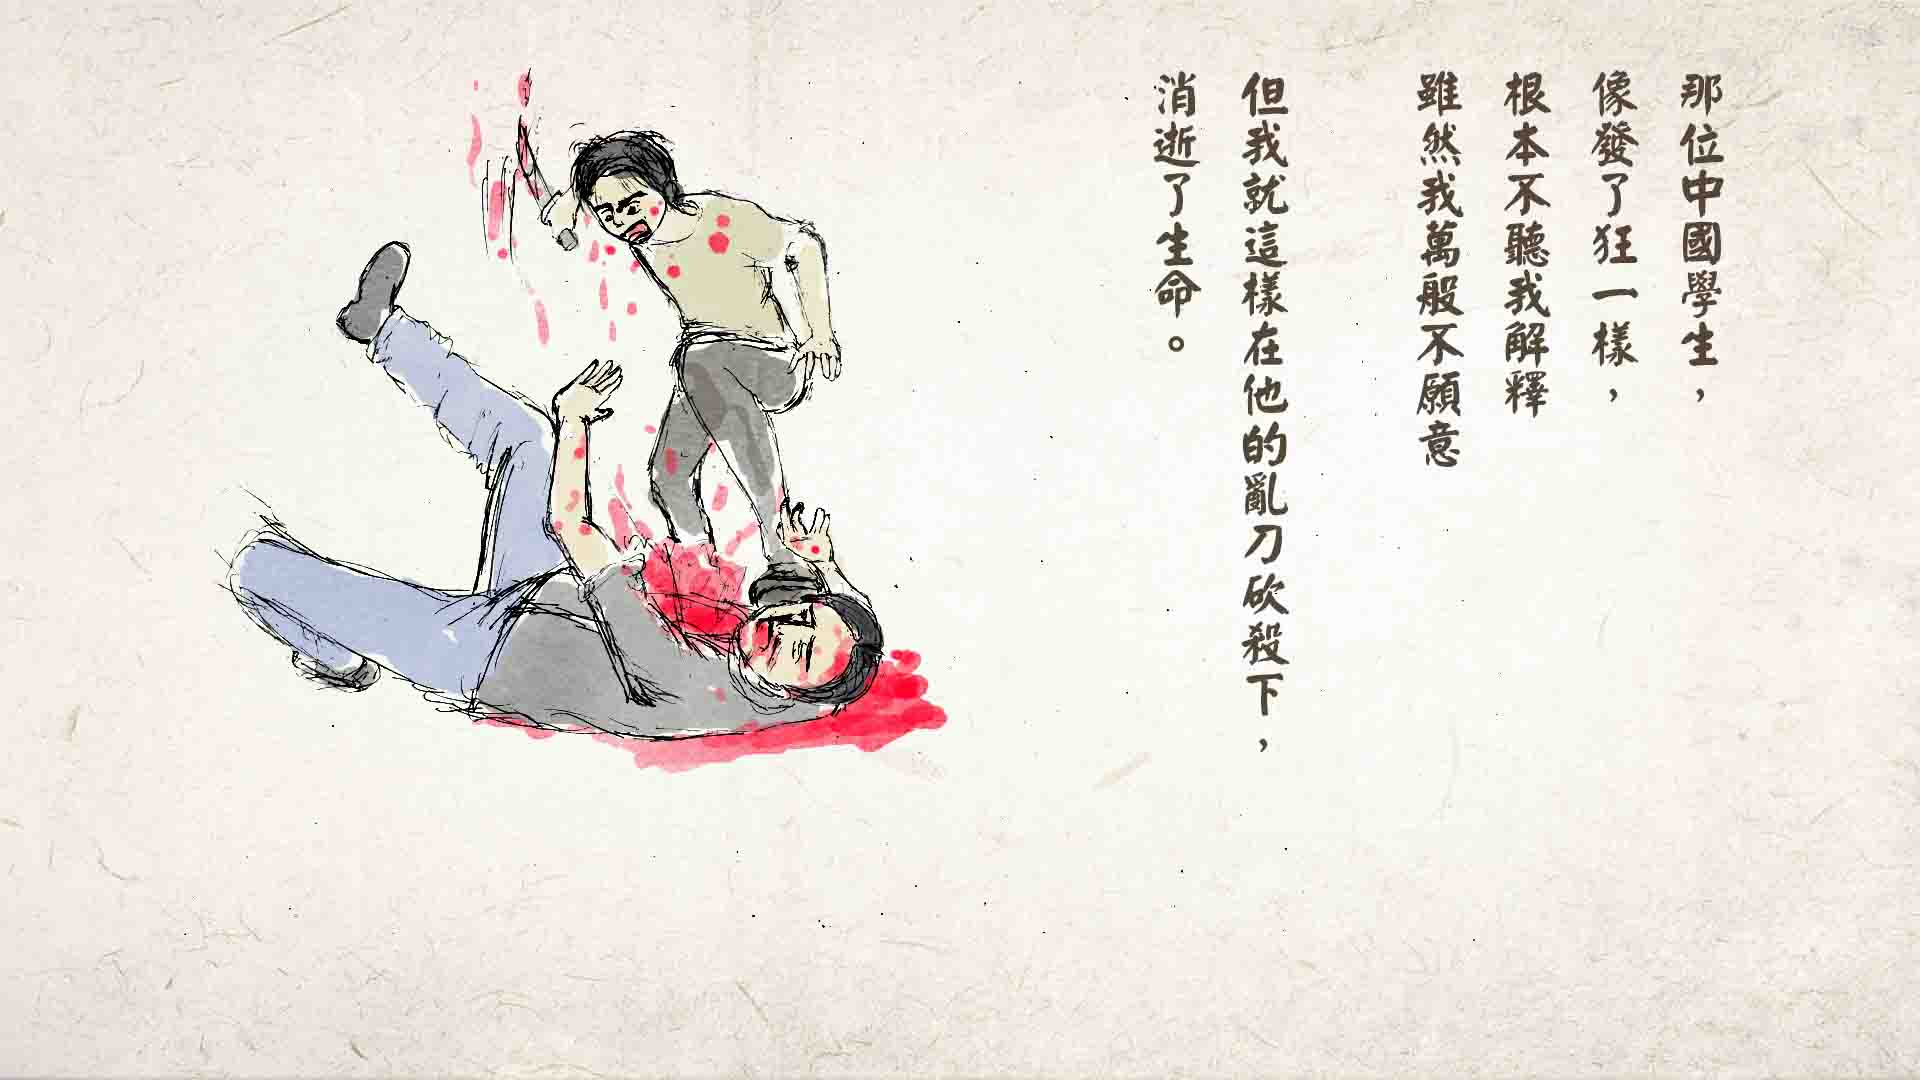 那位中國學生，
像發了狂一樣，
根本不聽我解釋
雖然我萬般不願意
但我就這樣在他的亂刀砍殺下，
消逝了生命。